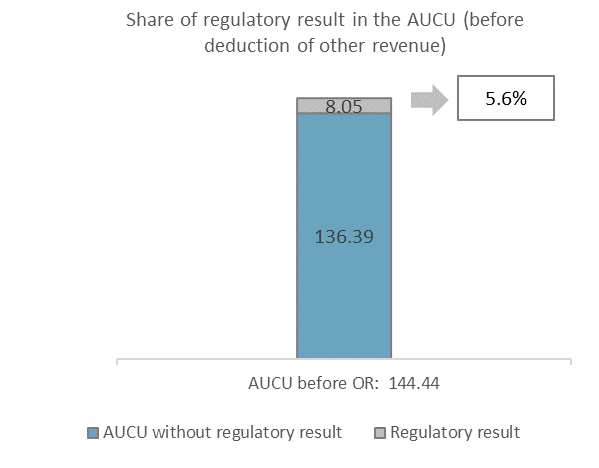 Share of regulatory result in the AUCU (before
deduction of other revenue)
8.05
5.6%
136.39
AUCU before OR: 144.44
AUCU without regulatory result
Regulatory result